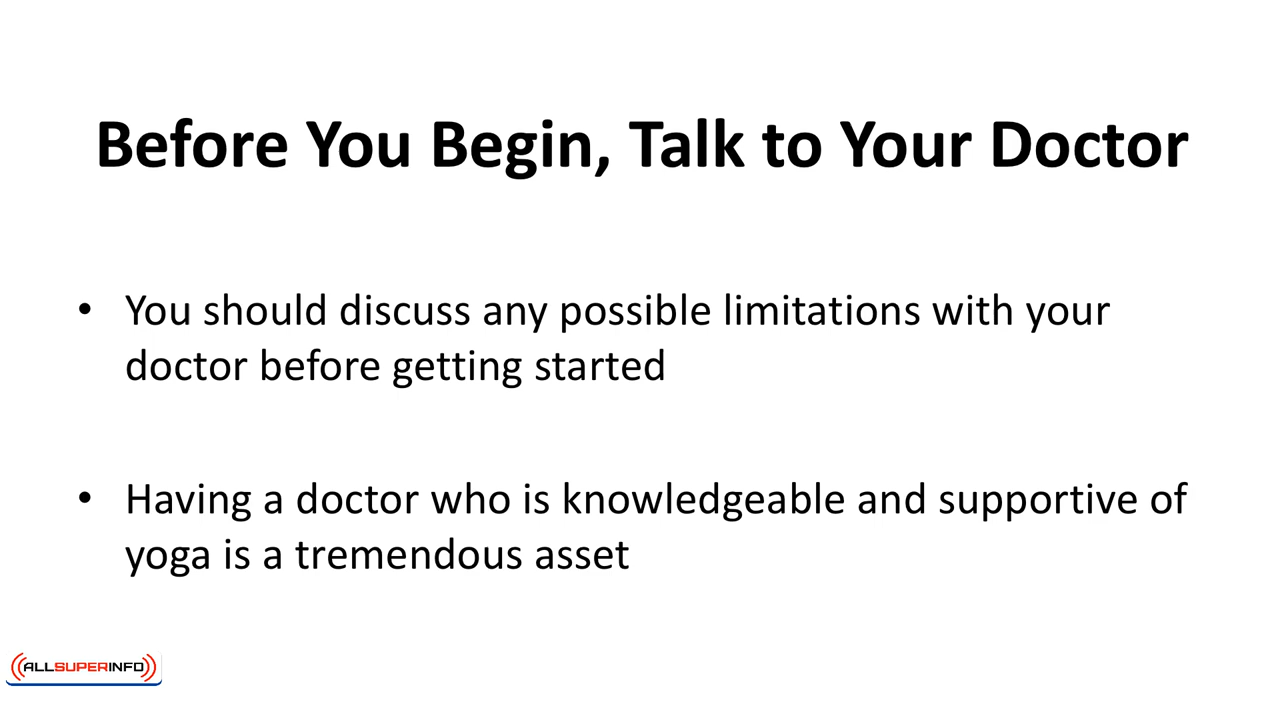 Before You Begin, Talk to Your Doctor
• You should discuss any possible limitations with your
doctor before getting started
• Having a doctor who is knowledgeable and supportive of
yoga is a tremendous asset
ALLSUPERINFO